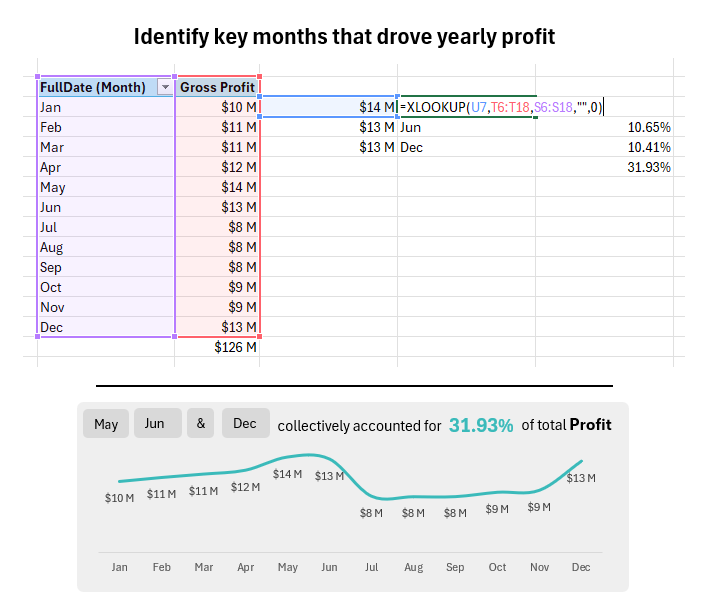 Identify key months that drove yearly profit
FullDate (Month) Gross Profit
Jan $10 M $14 M =XLOOKUP(U7,T6:T18,S6:S18,"",0)
Feb $11 M $13 M Jun 10.65%
Mar $11 M $13 M Dec 10.41%
Apr $12 M 31.93%
May $14 M
Jun $13 M
Jul $8 M
Aug $8 M
Sep $8 M
Oct $9 M
Nov $9 M
Dec $13 M
$126 M
May Jun & Dec collectively accounted for 31.93% of total Profit
$10 M $11 M $11 M $12 M $14 M $13 M $8 M $8 M $8 M $9 M $9 M $13 M
Jan Feb Mar Apr May Jun Jul Aug Sep Oct Nov Dec